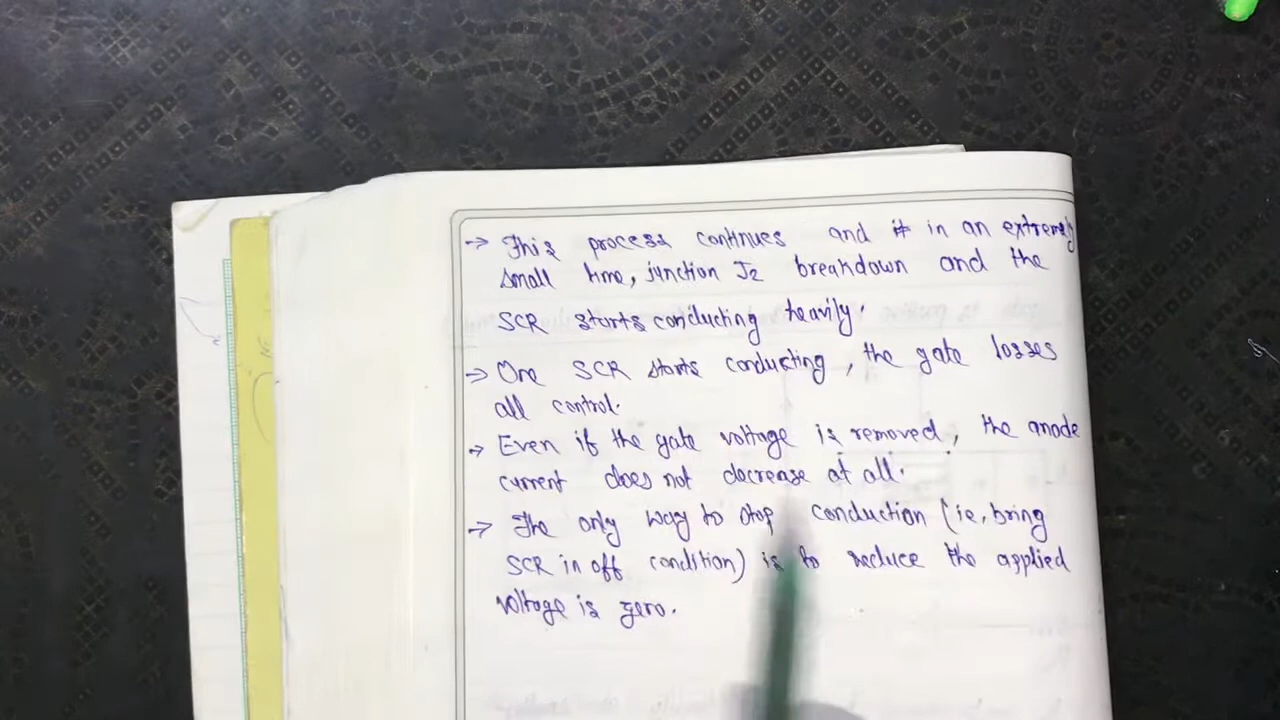 → This process continues and it in an extremely
small time, junction J₂ breakdown and the
SCR starts conducting heavily.
→ One SCR starts conducting, the gate losses
all control.
→ Even if the gate voltage is removed, the anode
current does not decrease at all.
→ The only way to stop conduction (ie, bring
SCR in off condition) is to reduce the applied
voltage is zero.